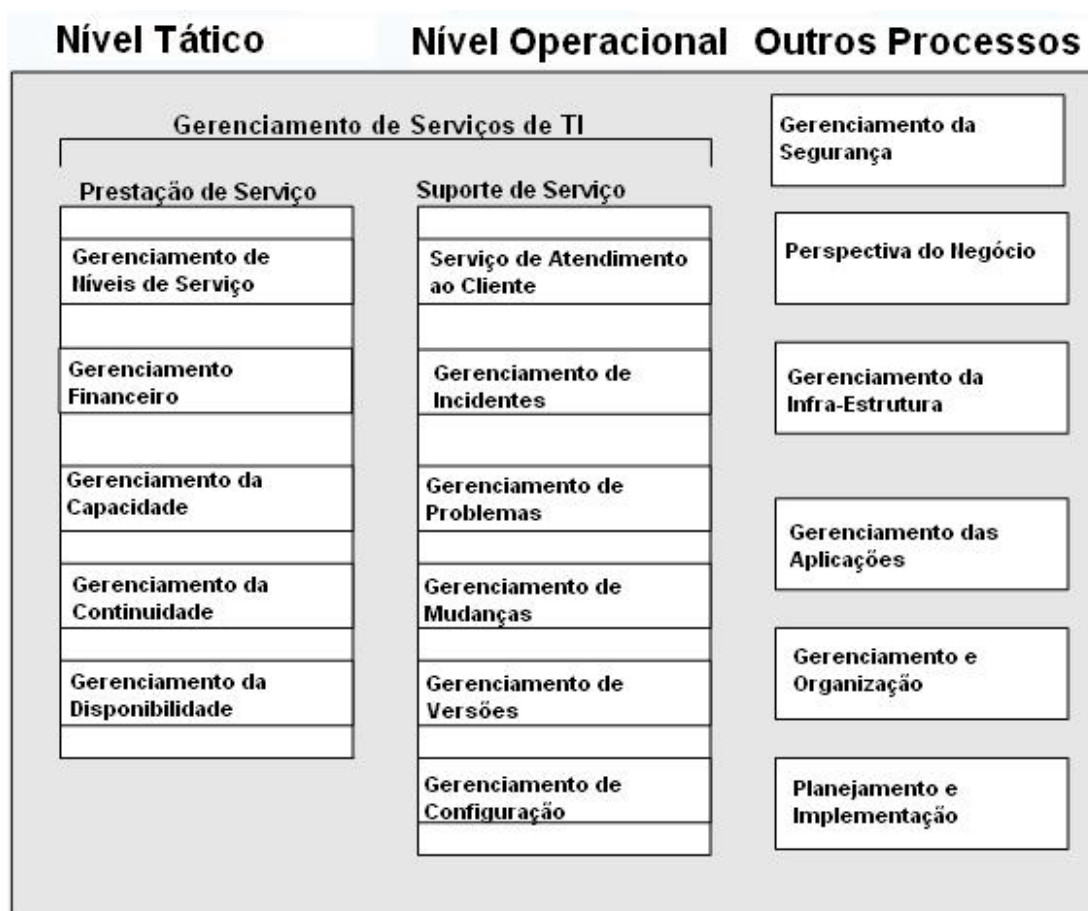 Nível Tático
Nível Operacional
Outros Processos
Gerenciamento de Serviços de TI
Prestação de Serviço
Gerenciamento de
Níveis de Serviço
Gerenciamento
Financeiro
Gerenciamento da
Capacidade
Gerenciamento da
Continuidade
Gerenciamento da
Disponibilidade
Suporte de Serviço
Serviço de Atendimento
ao Cliente
Gerenciamento de
Incidentes
Gerenciamento de
Problemas
Gerenciamento de
Mudanças
Gerenciamento de
Versões
Gerenciamento de
Configuração
Gerenciamento da
Segurança
Perspectiva do Negócio
Gerenciamento da
Infra-Estrutura
Gerenciamento das
Aplicações
Gerenciamento e
Organização
Planejamento e
Implementação